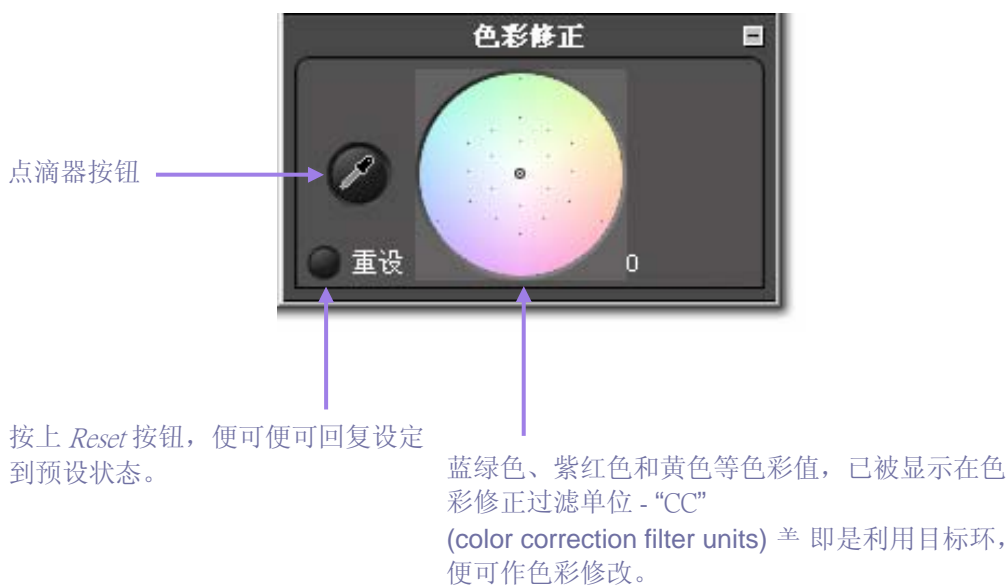 色彩修正
点滴器按钮
重设
0
按上 Reset 按钮，便可便可回复设定
到预设状态。
蓝绿色、紫红色和黄色等色彩值，已被显示在色
彩修正过滤单位 - “CC”
(color correction filter units) ⺷ 即是利用目标环，
便可作色彩修改。